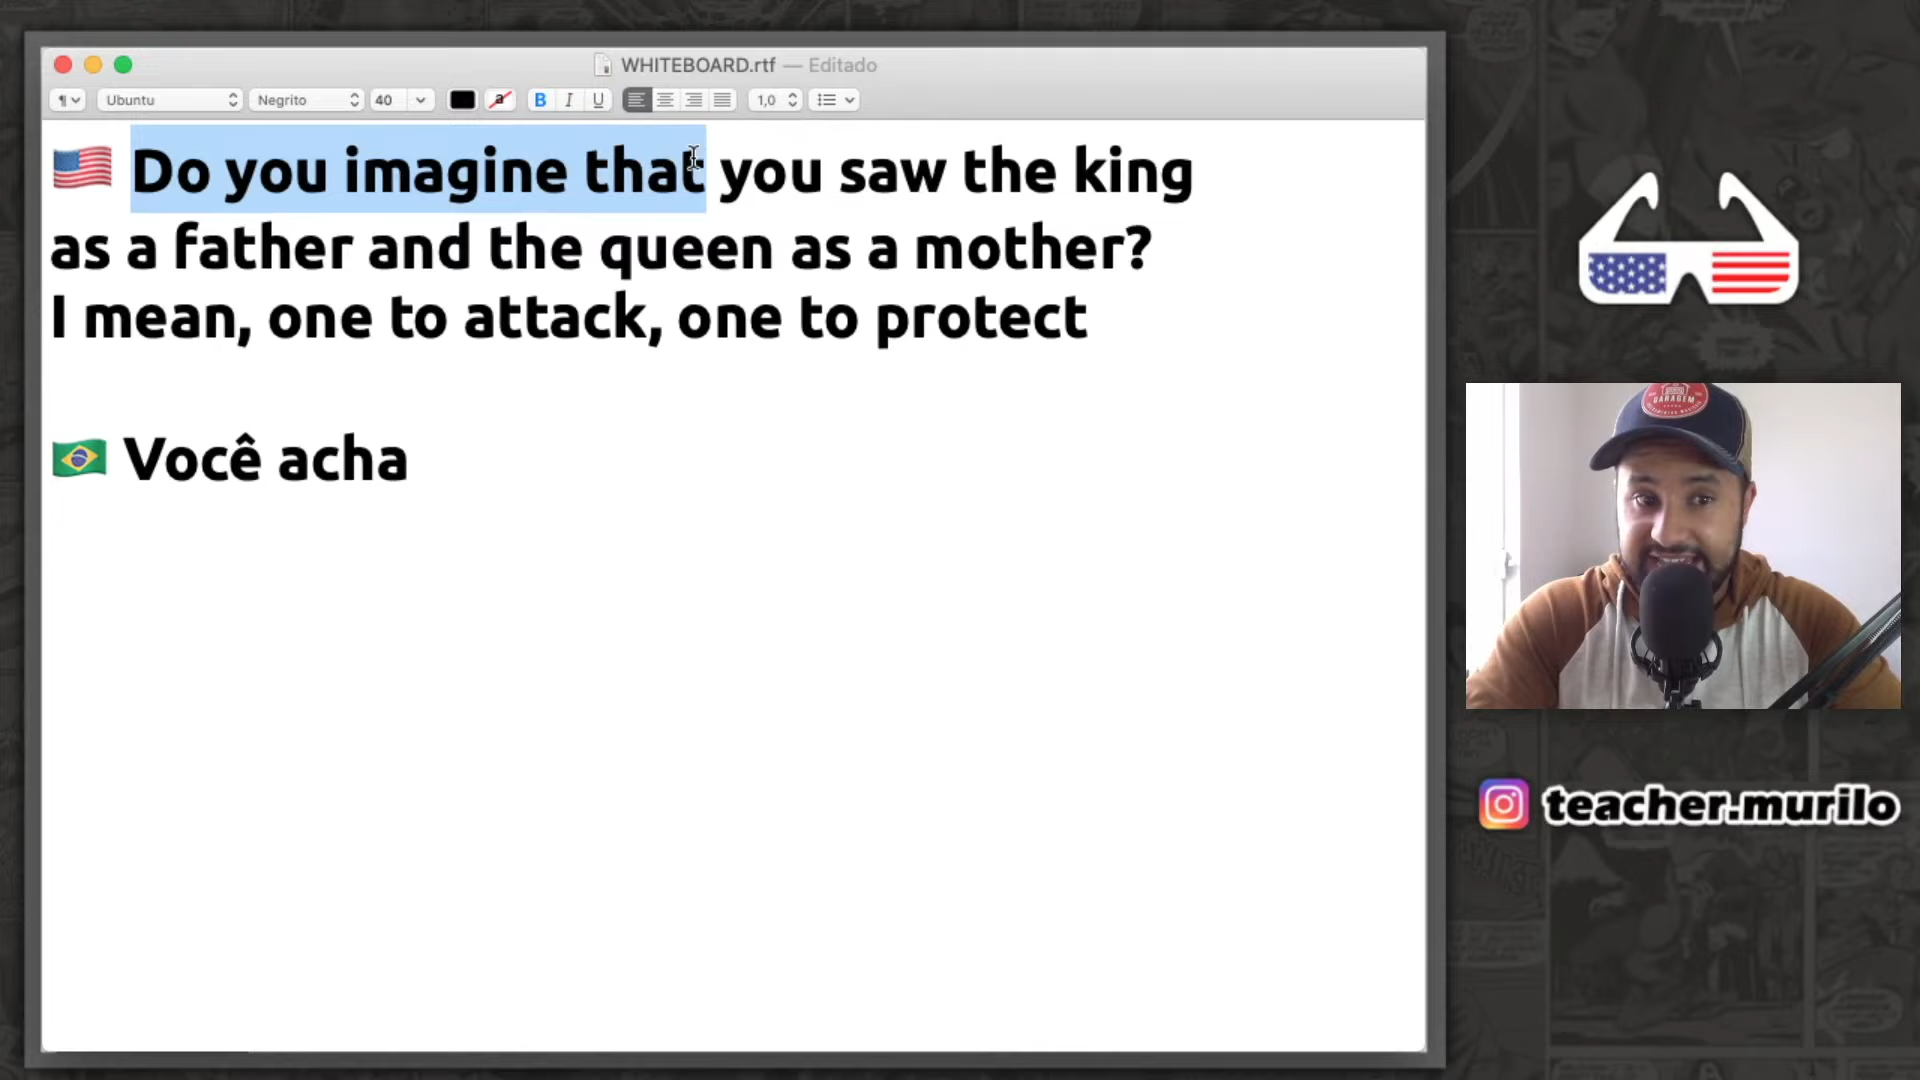 WHITEBOARD.rtf — Editado
Ubuntu
Negrito
40
a
B I U
1,0
Do you imagine that you saw the king
as a father and the queen as a mother?
I mean, one to attack, one to protect
Você acha
GARAGEM
teacher.murilo